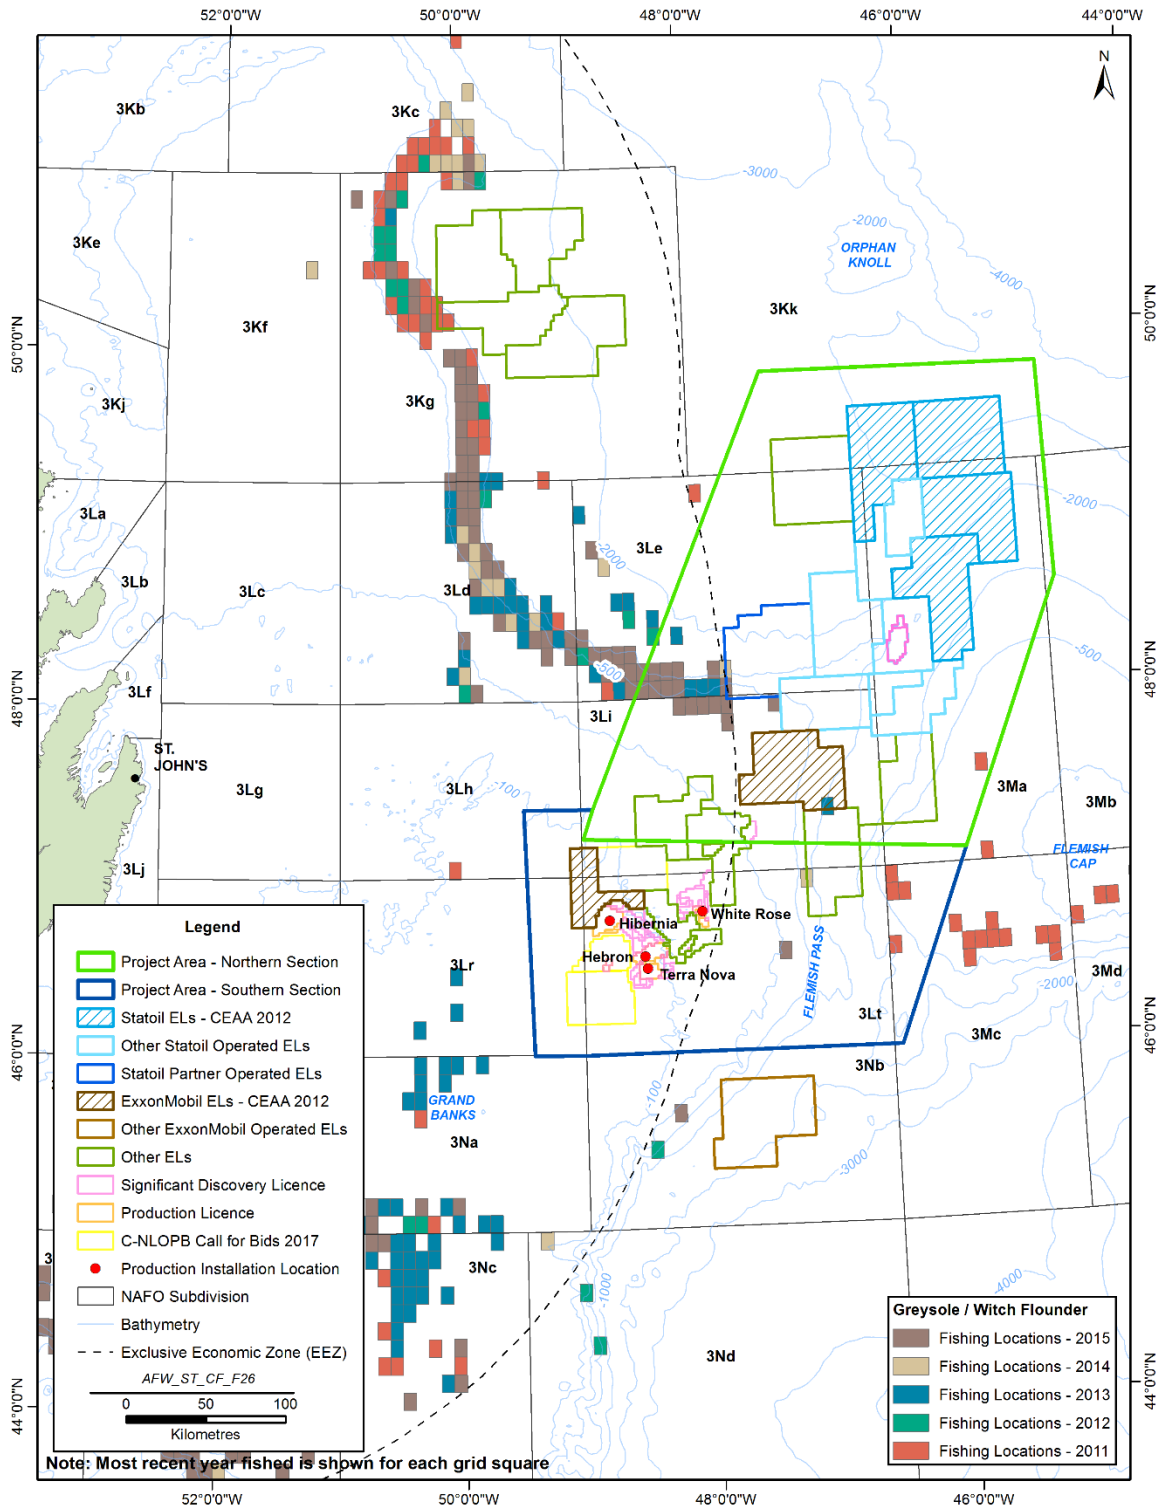 52°0'0"W 50°0'0"W 48°0'0"W 46°0'0"W 44°0'0"W
N
3Kb
3Kc
-3000
-2000
3Ke
ORPHAN
KNOLL
-4000
3Kk
50°0'0"N
50°0'0"N
3Kf
3Kg
3Kj
-2000
3La
3Le
-2000
3Lb
3Lc
3Ld
-500
-500
48°0'0"N
48°0'0"N
3Lf
3Li
ST.
JOHN'S
3Lg
3Lh
-100
3Ma
3Mb
FLEMISH
CAP
3Lj
White Rose
Hibernia
Hebron
Terra Nova
FLEMISH PASS
3Lr
3Md
-2000
3Lt
3Mc
46°0'0"N
46°0'0"N
3Nb
-100
GRAND
BANKS
3Na
-3000
3
3Nc
-1000
-4000
3Nd
44°0'0"N
44°0'0"N
Legend
Project Area - Northern Section
Project Area - Southern Section
Statoil ELs - CEAA 2012
Other Statoil Operated ELs
Statoil Partner Operated ELs
ExxonMobil ELs - CEAA 2012
Other ExxonMobil Operated ELs
Other ELs
Significant Discovery Licence
Production Licence
C-NLOPB Call for Bids 2017
Production Installation Location
NAFO Subdivision
Bathymetry
Exclusive Economic Zone (EEZ)
AFW_ST_CF_F26
0 50 100
Kilometres
Greysole / Witch Flounder
Fishing Locations - 2015
Fishing Locations - 2014
Fishing Locations - 2013
Fishing Locations - 2012
Fishing Locations - 2011
Note: Most recent year fished is shown for each grid square
52°0'0"W 50°0'0"W 48°0'0"W 46°0'0"W